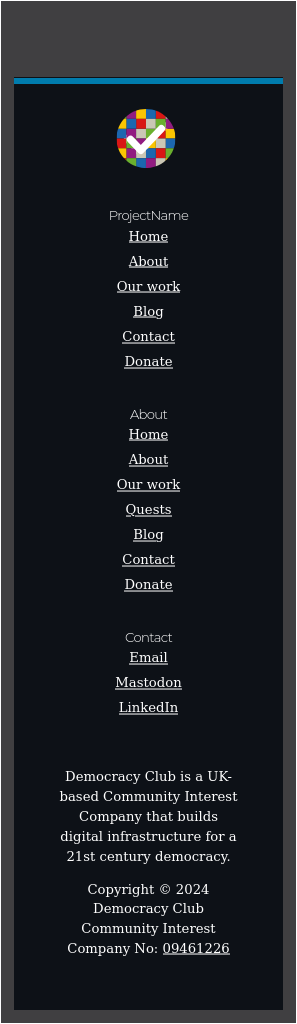 ProjectName
Home
About
Our work
Blog
Contact
Donate
About
Home
About
Our work
Quests
Blog
Contact
Donate
Contact
Email
Mastodon
LinkedIn
Democracy Club is a UK-
based Community Interest
Company that builds
digital infrastructure for a
21st century democracy.
Copyright © 2024
Democracy Club
Community Interest
Company No: 09461226